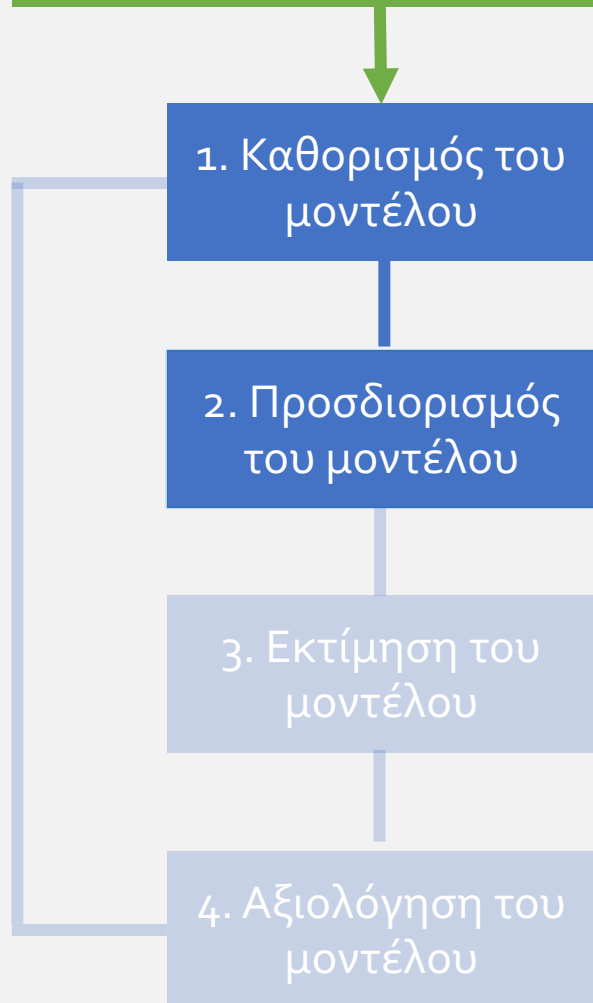 1. Καθορισμός του
μοντέλου
2. Προσδιορισμός
του μοντέλου
3. Εκτίμηση του
μοντέλου
4. Αξιολόγηση του
μοντέλου